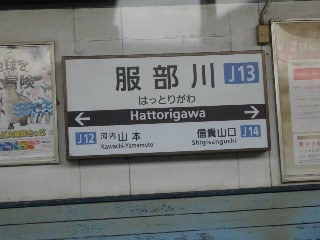 服部川 J13
はっとりがわ
Hattorigawa
J12 河内山本 信貴山口 J14
Kawachi-Yamamoto Shigisanguchi